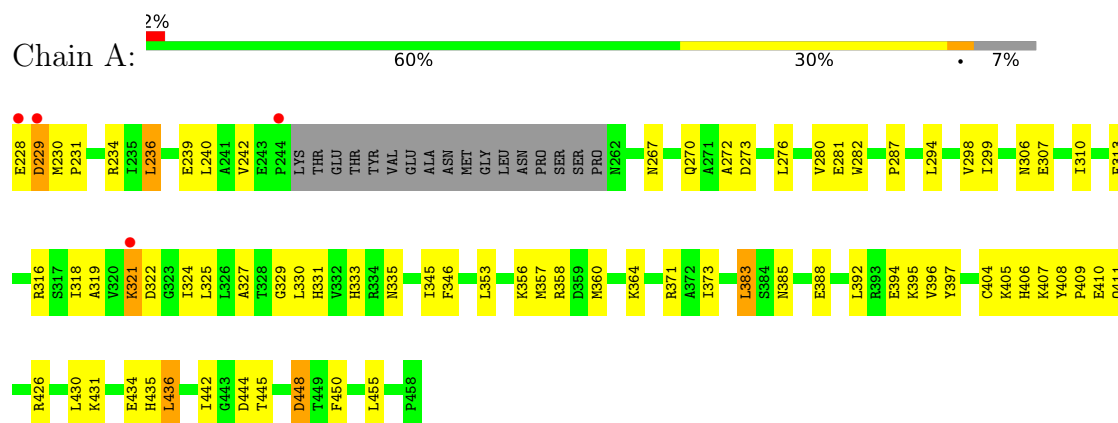 2%
Chain A:
60% 30% • 7%
E228 D229 M230 P231 R234 I235 L236 E239 L240 A241 V242 E243 P244 LYS THR GLU THR THR TYR VAL GLU ALA ASN MET GLY LEU ASN PRO SER SER PRO N262 N267 Q270 A271 A272 D273 L276 V280 E281 W282 P287 L294 V298 I299 N306 E307 I310
R316 S317 I318 A319 V320 K321 D322 G323 I324 L325 L326 A327 T328 G329 L330 H331 V332 H333 R334 N335 I345 F346 L353 K356 M357 R358 D359 M360 K364 R371 A372 I373 L383 S384 N385 E388 L392 R393 E394 K395 V396 Y397 C404 K405 H406 K407 Y408 P409 E410
R426 L430 K431 E434 H435 L436 I442 G443 D444 T445 D448 T449 F450 L455 P458